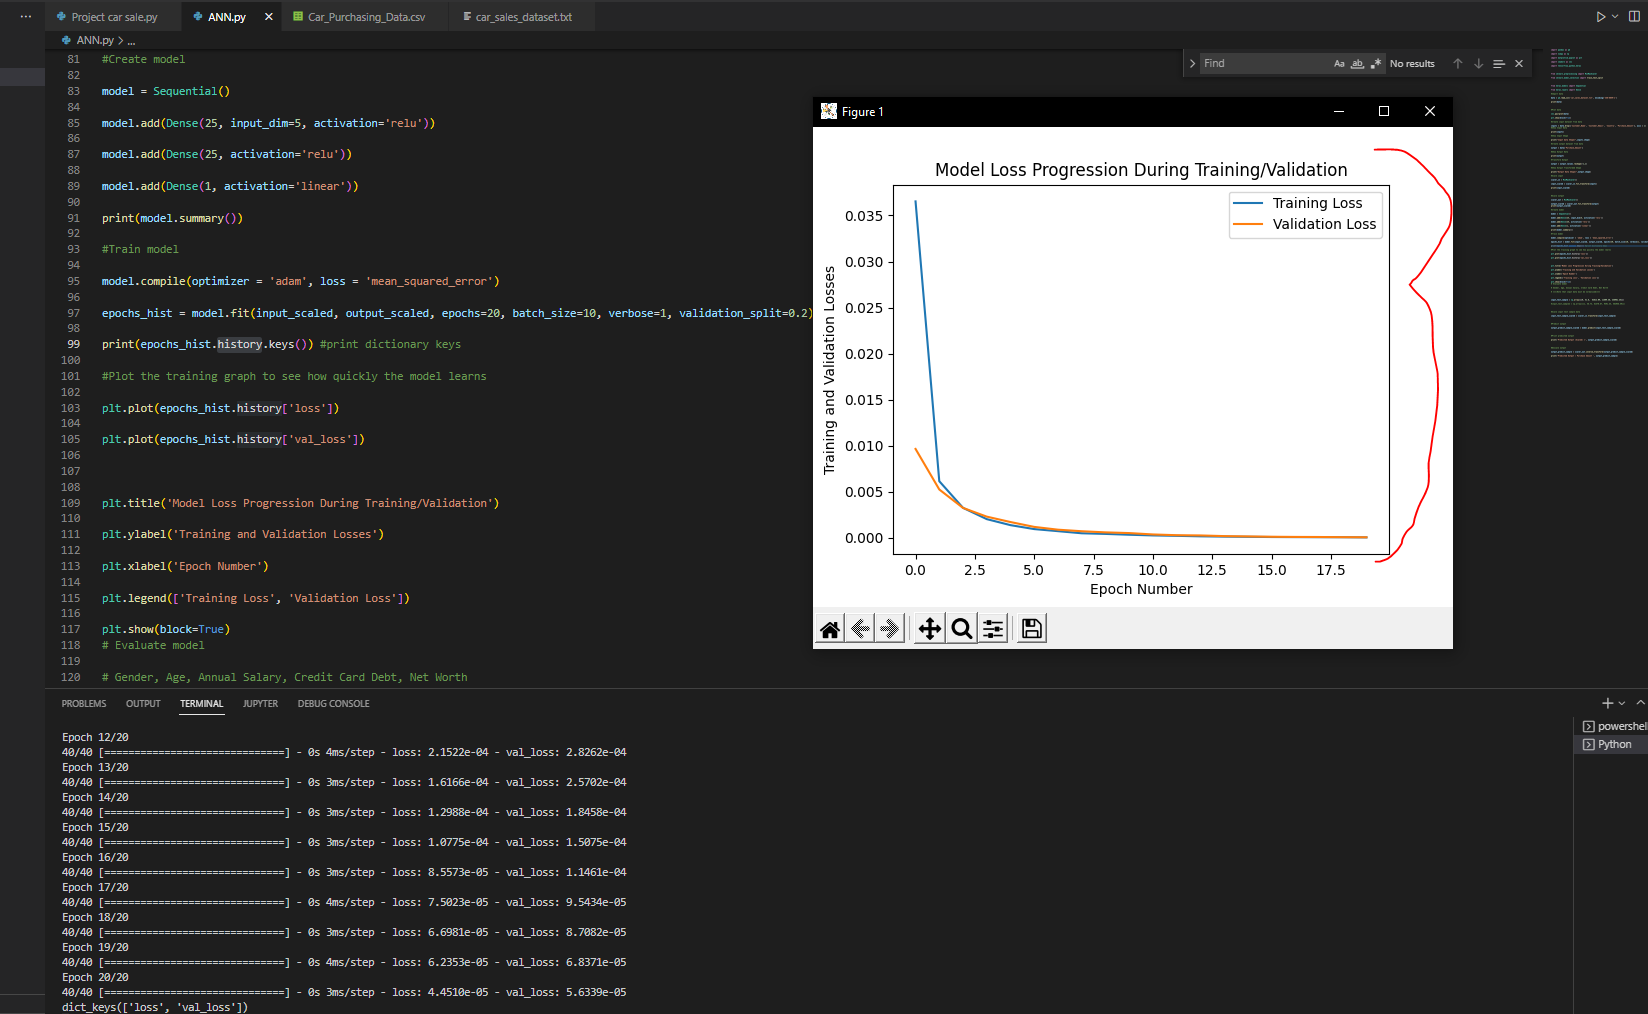 Project car sale.py
ANN.py
Car_Purchasing_Data.csv
car_sales_dataset.txt
ANN.py > ...
81 #Create model
82
83 model = Sequential()
84
85 model.add(Dense(25, input_dim=5, activation='relu'))
86
87 model.add(Dense(25, activation='relu'))
88
89 model.add(Dense(1, activation='linear'))
90
91 print(model.summary())
92
93 #Train model
94
95 model.compile(optimizer = 'adam', loss = 'mean_squared_error')
96
97 epochs_hist = model.fit(input_scaled, output_scaled, epochs=20, batch_size=10, verbose=1, validation_split=0.2)
98
99 print(epochs_hist.history.keys()) #print dictionary keys
100
101 #Plot the training graph to see how quickly the model learns
102
103 plt.plot(epochs_hist.history['loss'])
104
105 plt.plot(epochs_hist.history['val_loss'])
106
107
108
109 plt.title('Model Loss Progression During Training/Validation')
110
111 plt.ylabel('Training and Validation Losses')
112
113 plt.xlabel('Epoch Number')
114
115 plt.legend(['Training Loss', 'Validation Loss'])
116
117 plt.show(block=True)
118 # Evaluate model
119
120 # Gender, Age, Annual Salary, Credit Card Debt, Net Worth
Find
Aa ab .* No results
Figure 1
Model Loss Progression During Training/Validation
Training Loss
Validation Loss
Training and Validation Losses
0.035
0.030
0.025
0.020
0.015
0.010
0.005
0.000
0.0 2.5 5.0 7.5 10.0 12.5 15.0 17.5
Epoch Number
PROBLEMS OUTPUT TERMINAL JUPYTER DEBUG CONSOLE
powershell
Python
Epoch 12/20
40/40 [==============================] - 0s 4ms/step - loss: 2.1522e-04 - val_loss: 2.8262e-04
Epoch 13/20
40/40 [==============================] - 0s 3ms/step - loss: 1.6166e-04 - val_loss: 2.5702e-04
Epoch 14/20
40/40 [==============================] - 0s 3ms/step - loss: 1.2988e-04 - val_loss: 1.8458e-04
Epoch 15/20
40/40 [==============================] - 0s 3ms/step - loss: 1.0775e-04 - val_loss: 1.5075e-04
Epoch 16/20
40/40 [==============================] - 0s 3ms/step - loss: 8.5573e-05 - val_loss: 1.1461e-04
Epoch 17/20
40/40 [==============================] - 0s 4ms/step - loss: 7.5023e-05 - val_loss: 9.5434e-05
Epoch 18/20
40/40 [==============================] - 0s 3ms/step - loss: 6.6981e-05 - val_loss: 8.7082e-05
Epoch 19/20
40/40 [==============================] - 0s 4ms/step - loss: 6.2353e-05 - val_loss: 6.8371e-05
Epoch 20/20
40/40 [==============================] - 0s 3ms/step - loss: 4.4510e-05 - val_loss: 5.6339e-05
dict_keys(['loss', 'val_loss'])